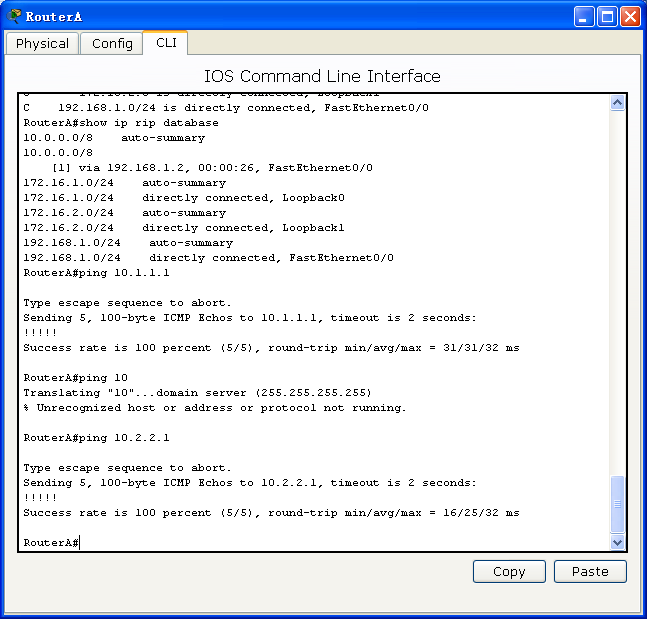 RouterA
Physical Config CLI
IOS Command Line Interface
C 172.16.2.0 is directly connected, Loopback1
C    192.168.1.0/24 is directly connected, FastEthernet0/0
RouterA#show ip rip database
10.0.0.0/8    auto-summary
10.0.0.0/8
    [1] via 192.168.1.2, 00:00:26, FastEthernet0/0
172.16.1.0/24    auto-summary
172.16.1.0/24    directly connected, Loopback0
172.16.2.0/24    auto-summary
172.16.2.0/24    directly connected, Loopback1
192.168.1.0/24    auto-summary
192.168.1.0/24    directly connected, FastEthernet0/0
RouterA#ping 10.1.1.1
Type escape sequence to abort.
Sending 5, 100-byte ICMP Echos to 10.1.1.1, timeout is 2 seconds:
!!!!!
Success rate is 100 percent (5/5), round-trip min/avg/max = 31/31/32 ms
RouterA#ping 10
Translating "10"...domain server (255.255.255.255)
% Unrecognized host or address or protocol not running.
RouterA#ping 10.2.2.1
Type escape sequence to abort.
Sending 5, 100-byte ICMP Echos to 10.2.2.1, timeout is 2 seconds:
!!!!!
Success rate is 100 percent (5/5), round-trip min/avg/max = 16/25/32 ms
RouterA#
Copy Paste